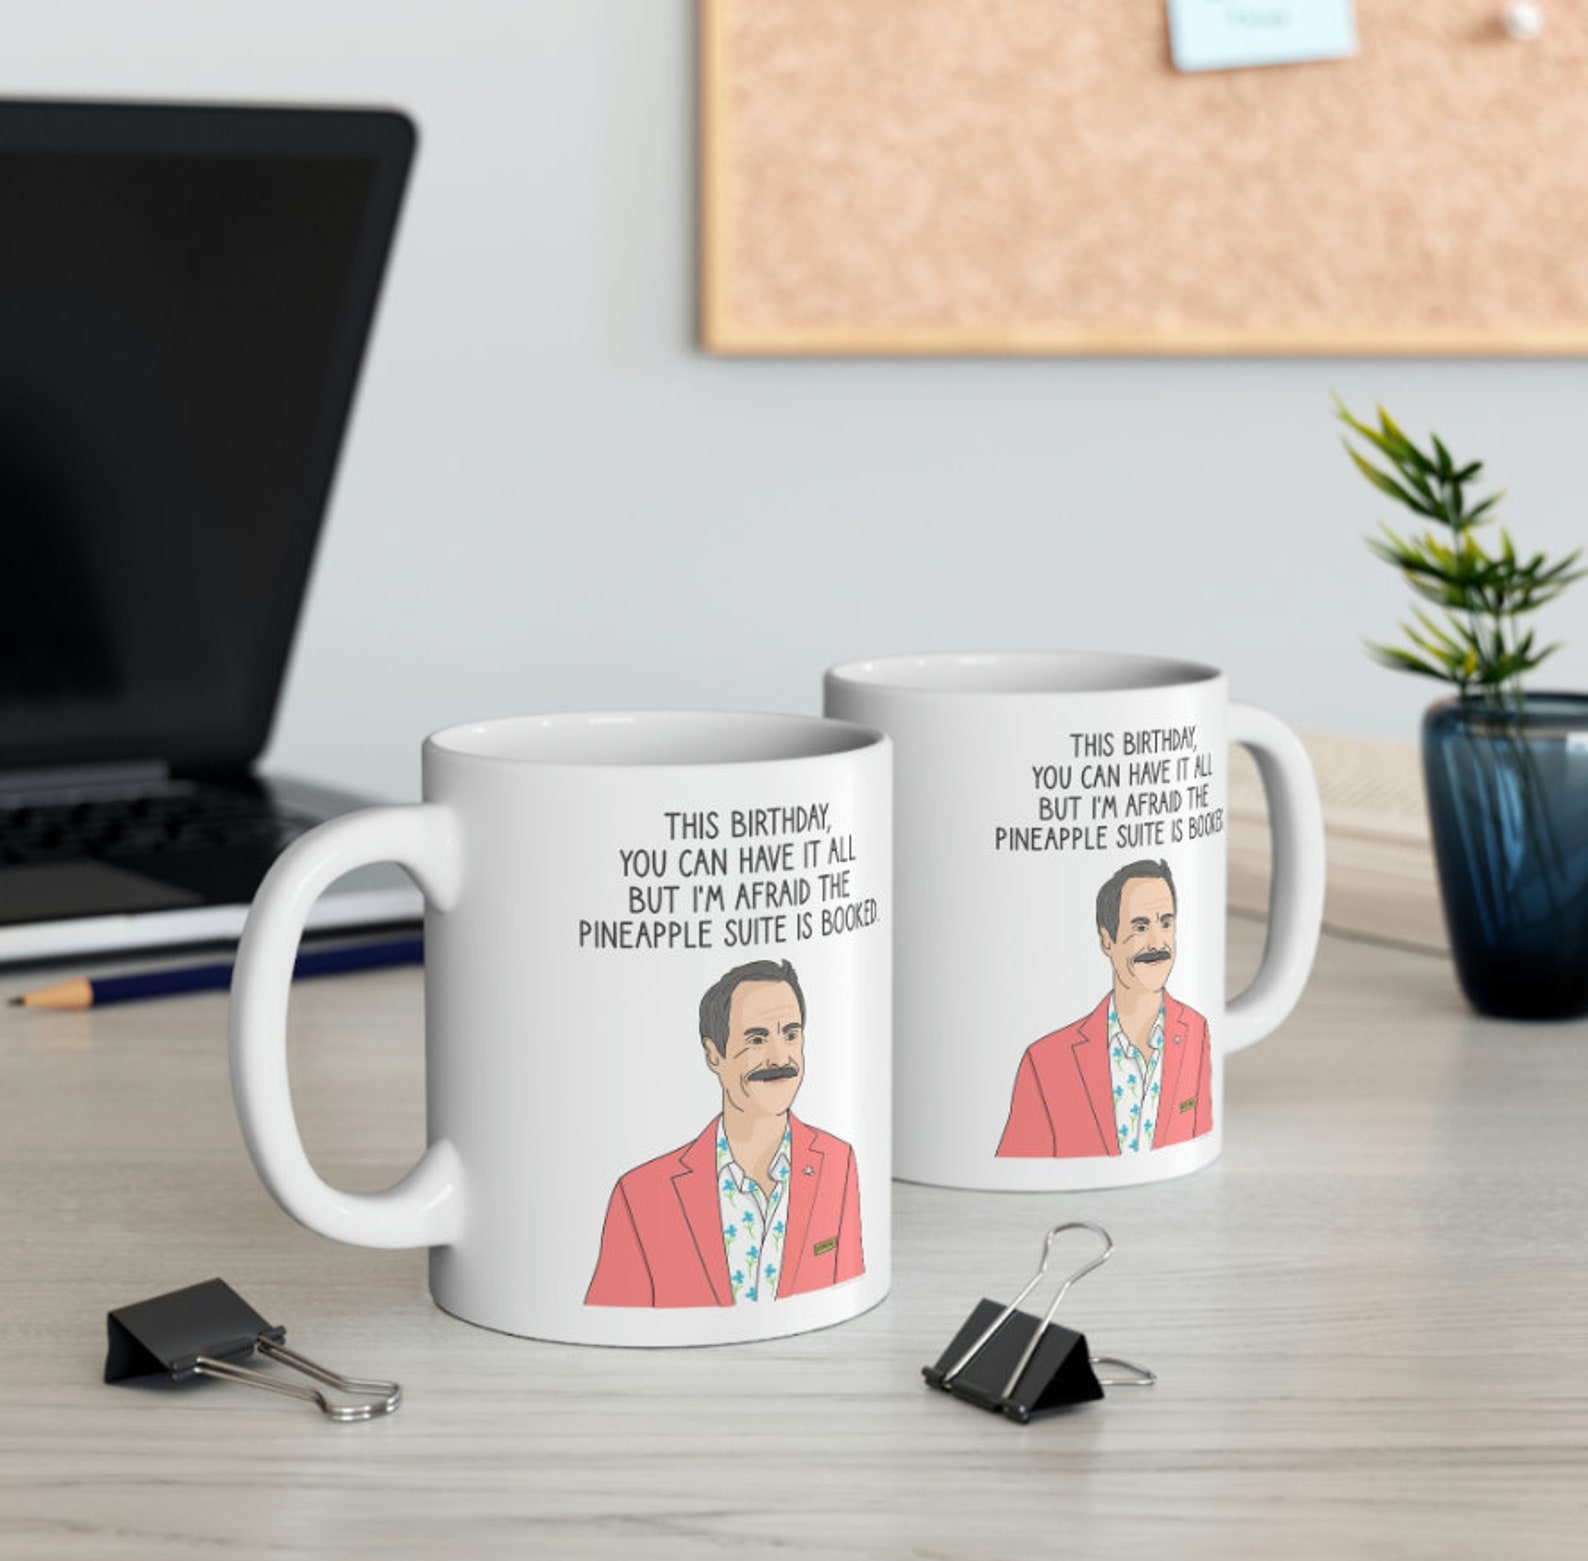 THIS BIRTHDAY,
YOU CAN HAVE IT ALL
BUT I'M AFRAID THE
PINEAPPLE SUITE IS BOOKED.
THIS BIRTHDAY,
YOU CAN HAVE IT ALL
BUT I'M AFRAID THE
PINEAPPLE SUITE IS BOOKED